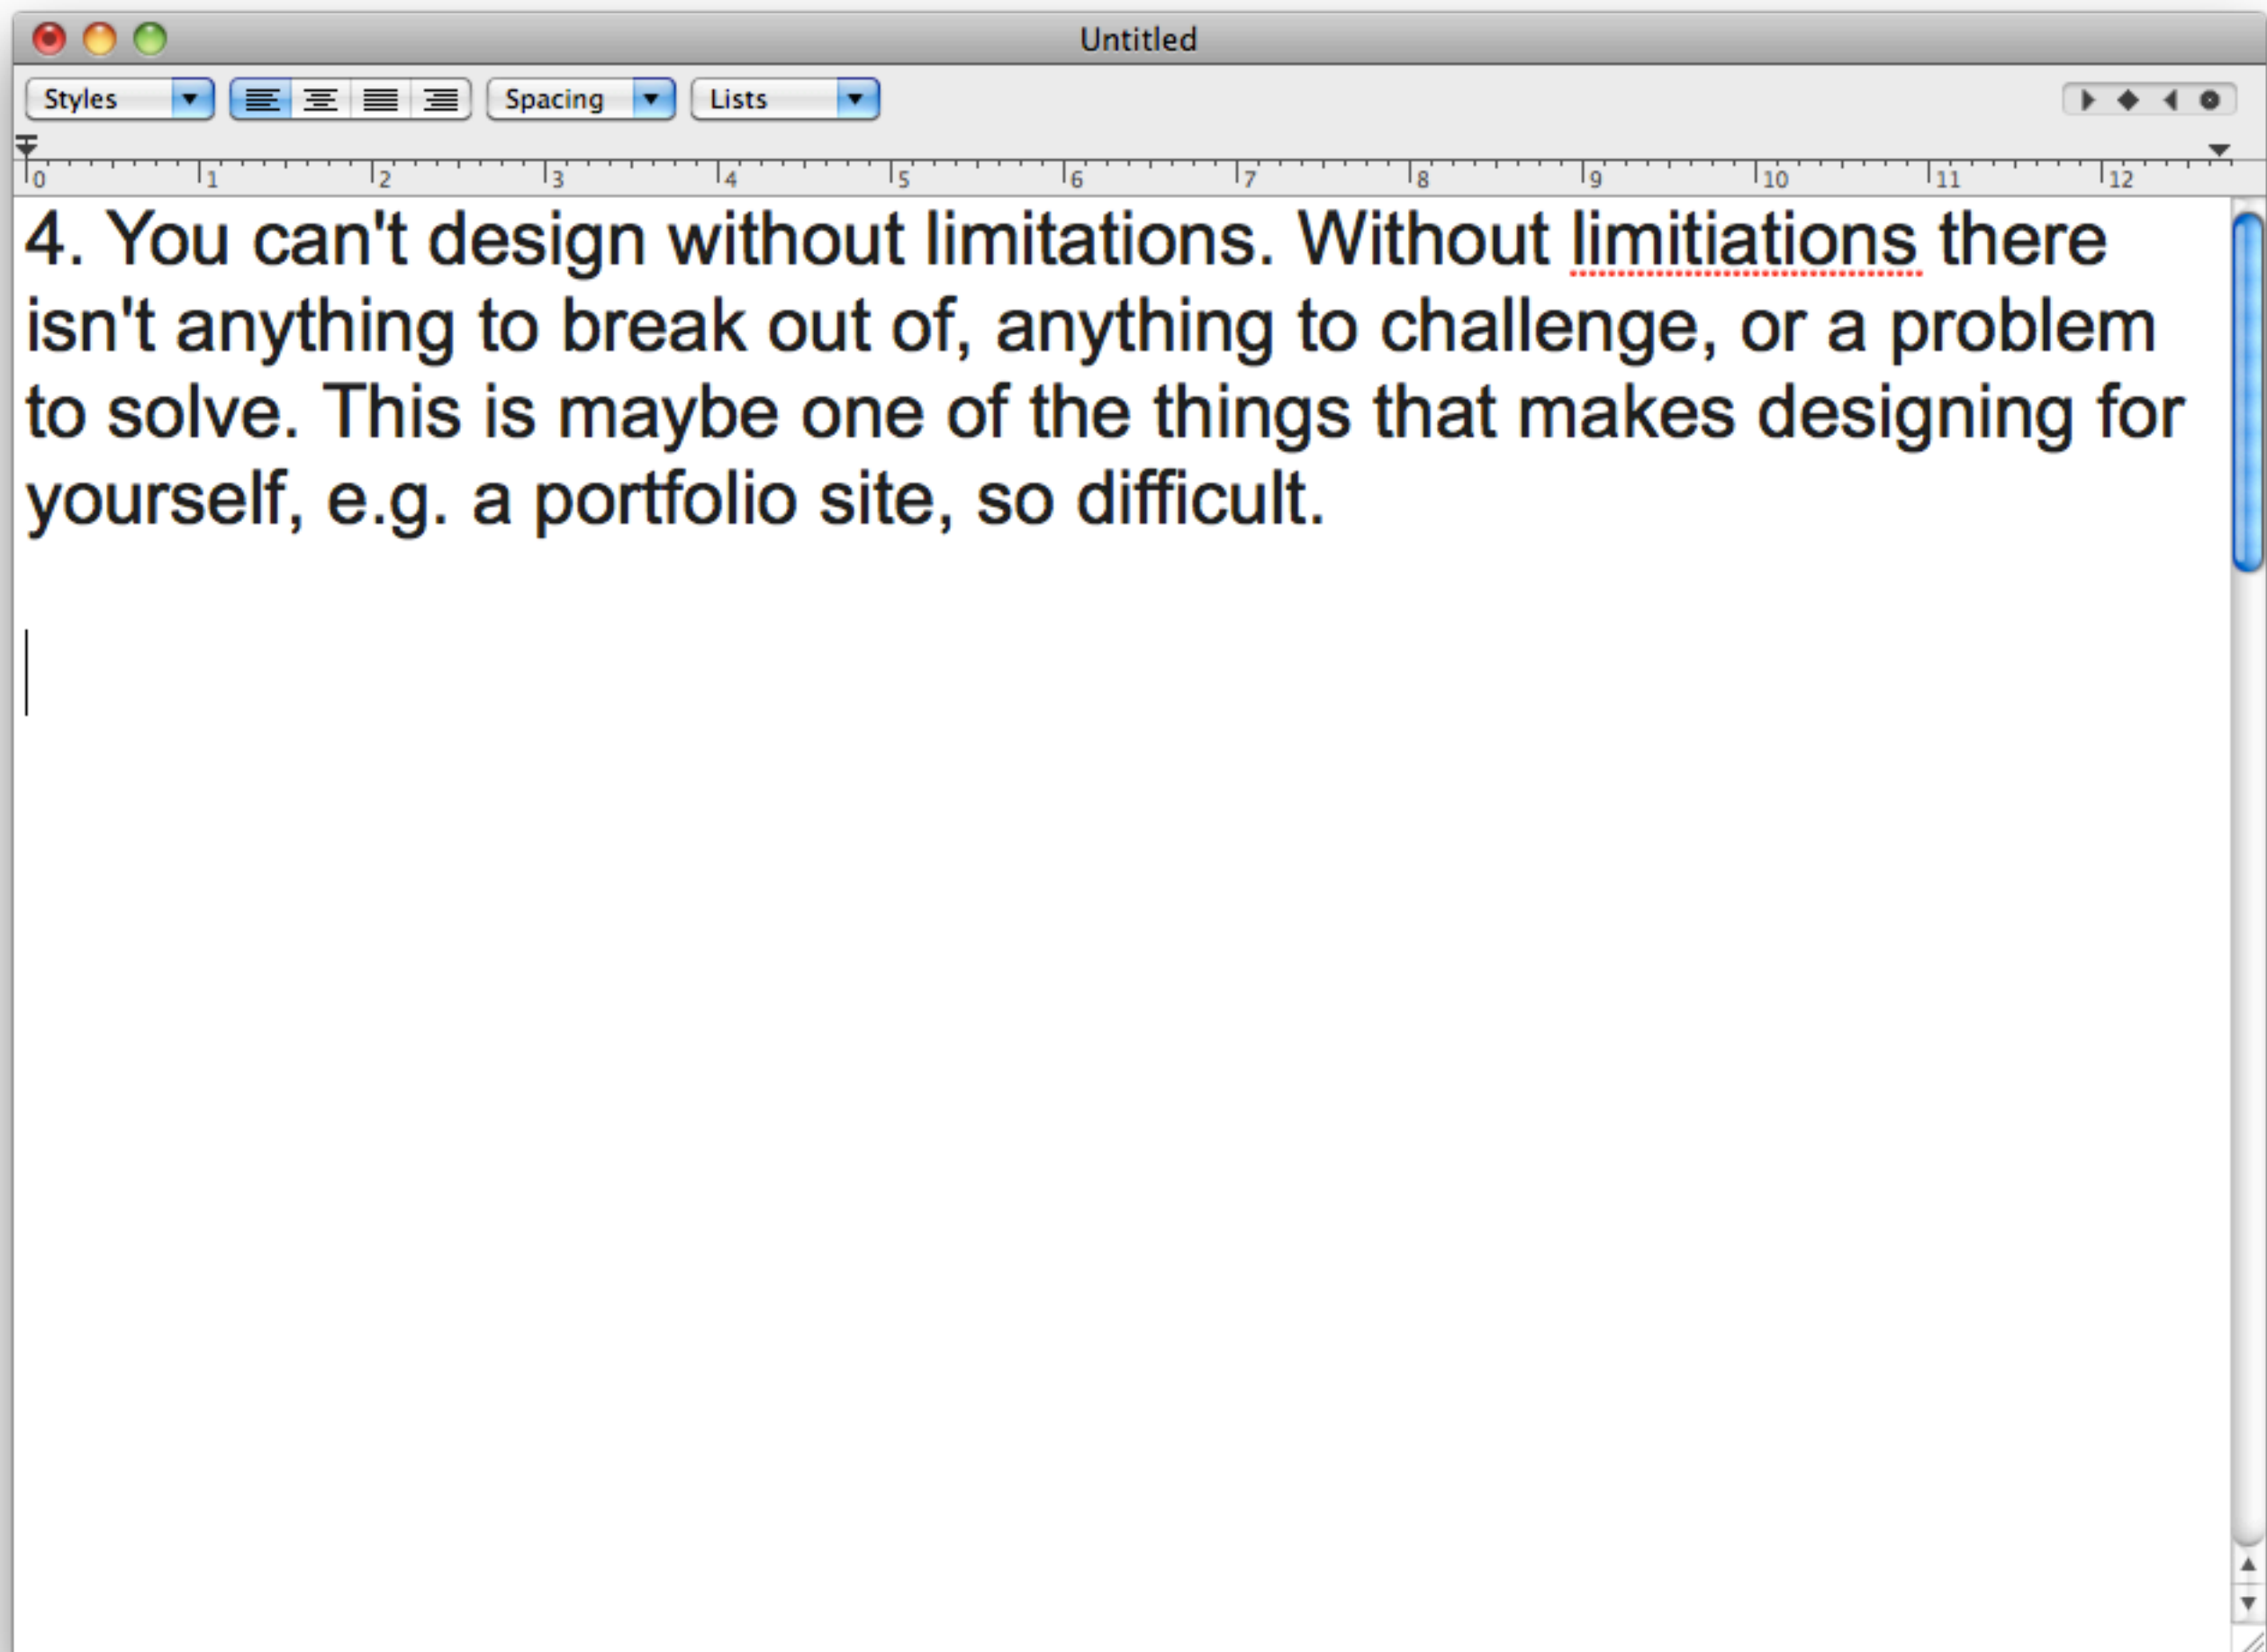 Untitled
Styles Spacing Lists
0 1 2 3 4 5 6 7 8 9 10 11 12
4. You can't design without limitations. Without limitiations there
isn't anything to break out of, anything to challenge, or a problem
to solve. This is maybe one of the things that makes designing for
yourself, e.g. a portfolio site, so difficult.